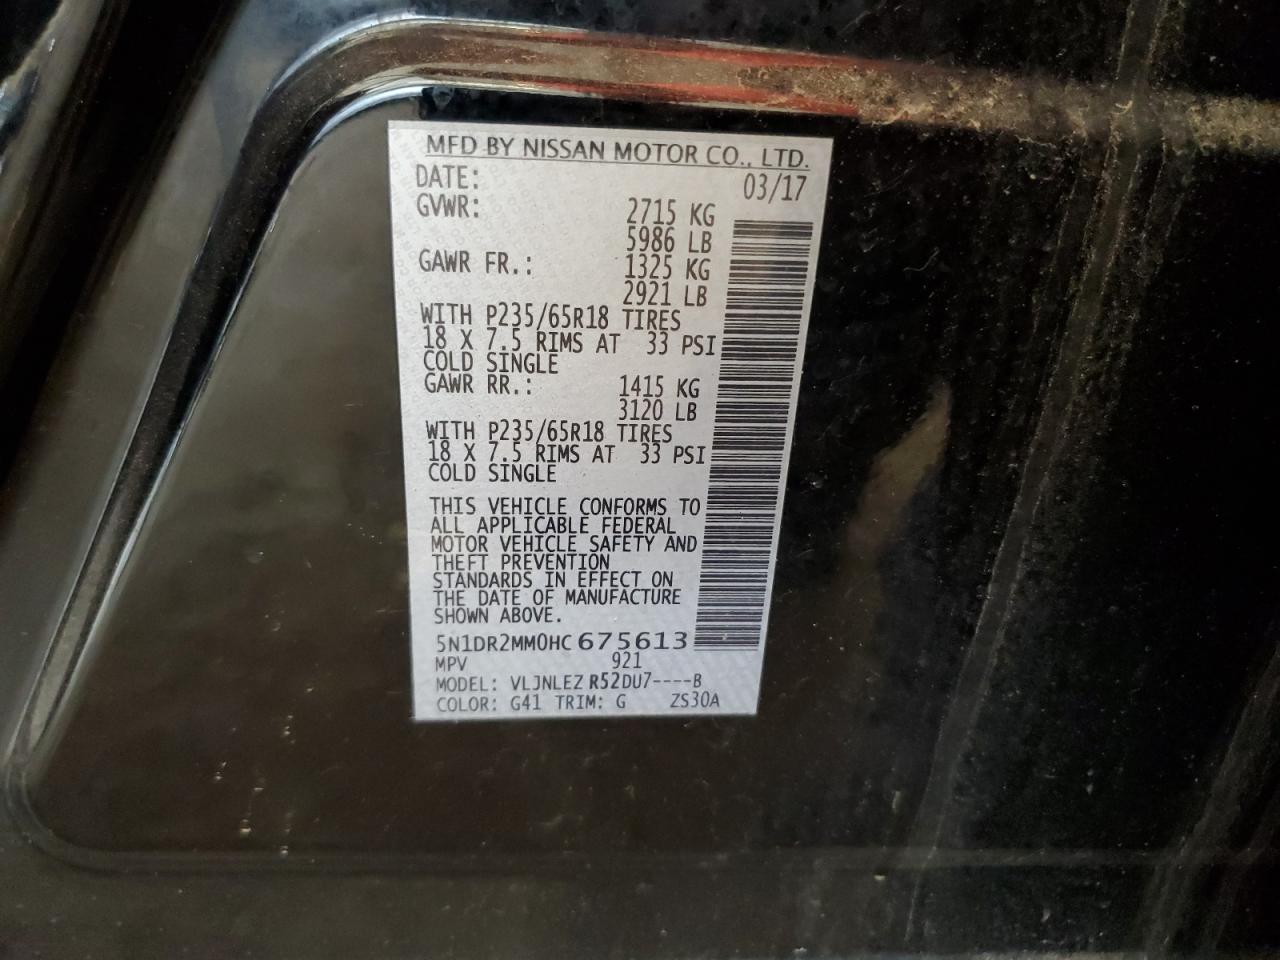 MFD BY NISSAN MOTOR CO., LTD.
DATE: 03/17
GVWR: 2715 KG
5986 LB
GAWR FR.: 1325 KG
2921 LB
WITH P235/65R18 TIRES
18 X 7.5 RIMS AT 33 PSI
COLD SINGLE
GAWR RR.: 1415 KG
3120 LB
WITH P235/65R18 TIRES
18 X 7.5 RIMS AT 33 PSI
COLD SINGLE
THIS VEHICLE CONFORMS TO
ALL APPLICABLE FEDERAL
MOTOR VEHICLE SAFETY AND
THEFT PREVENTION
STANDARDS IN EFFECT ON
THE DATE OF MANUFACTURE
SHOWN ABOVE.
5N1DR2MM0HC 675613
MPV 921
MODEL: VLJNLEZ R52DU7----B
COLOR: G41 TRIM: G ZS30A